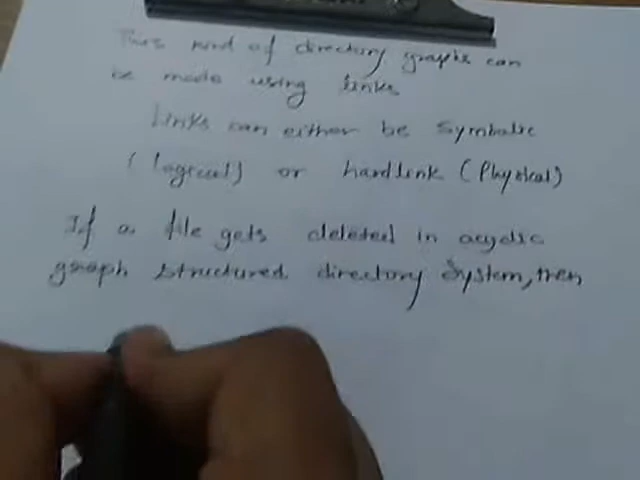 This kind of directory graphs can
be made using links
Links can either be symbolic
(logical) or hardlink (Physical)
If a file gets deleted in acyclic
graph structured directory system, then